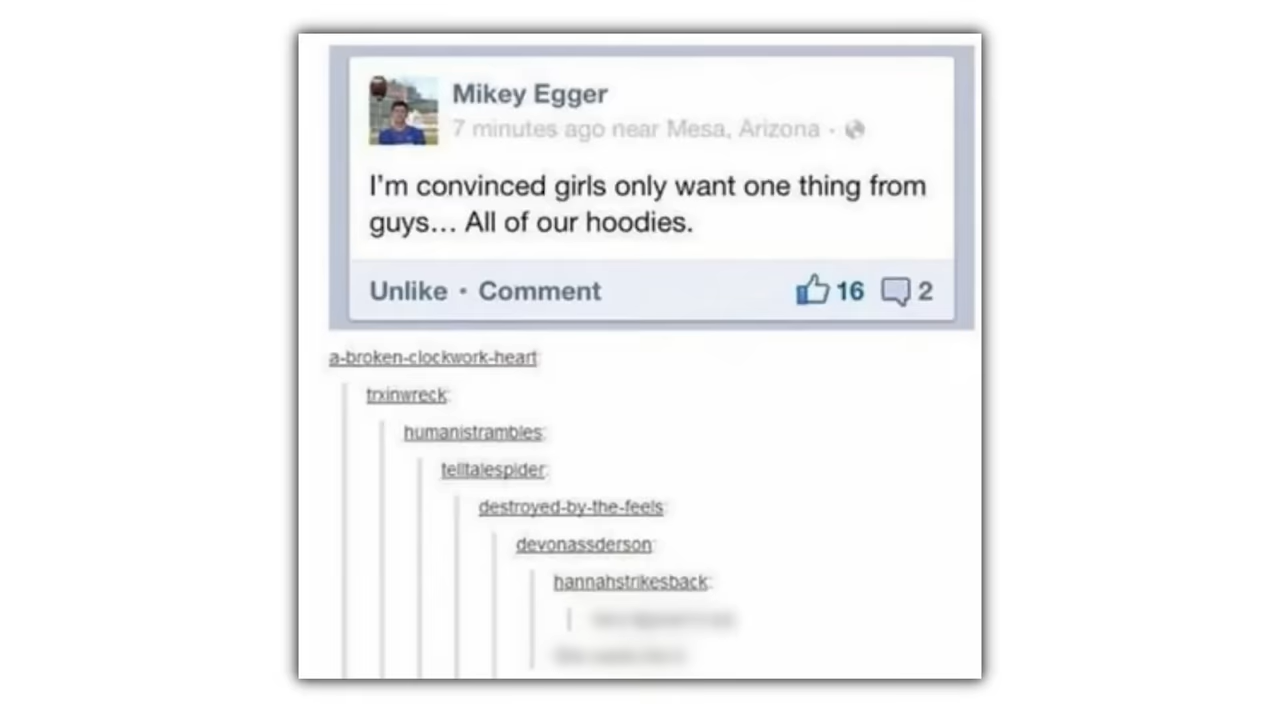 Mikey Egger
7 minutes ago near Mesa, Arizona ·
I'm convinced girls only want one thing from
guys... All of our hoodies.
Unlike · Comment 16 2
a-broken-clockwork-heart:
trxinwreck:
humanistrambles:
telltalespider:
destroyed-by-the-feels:
devonassderson:
hannahstrikesback: